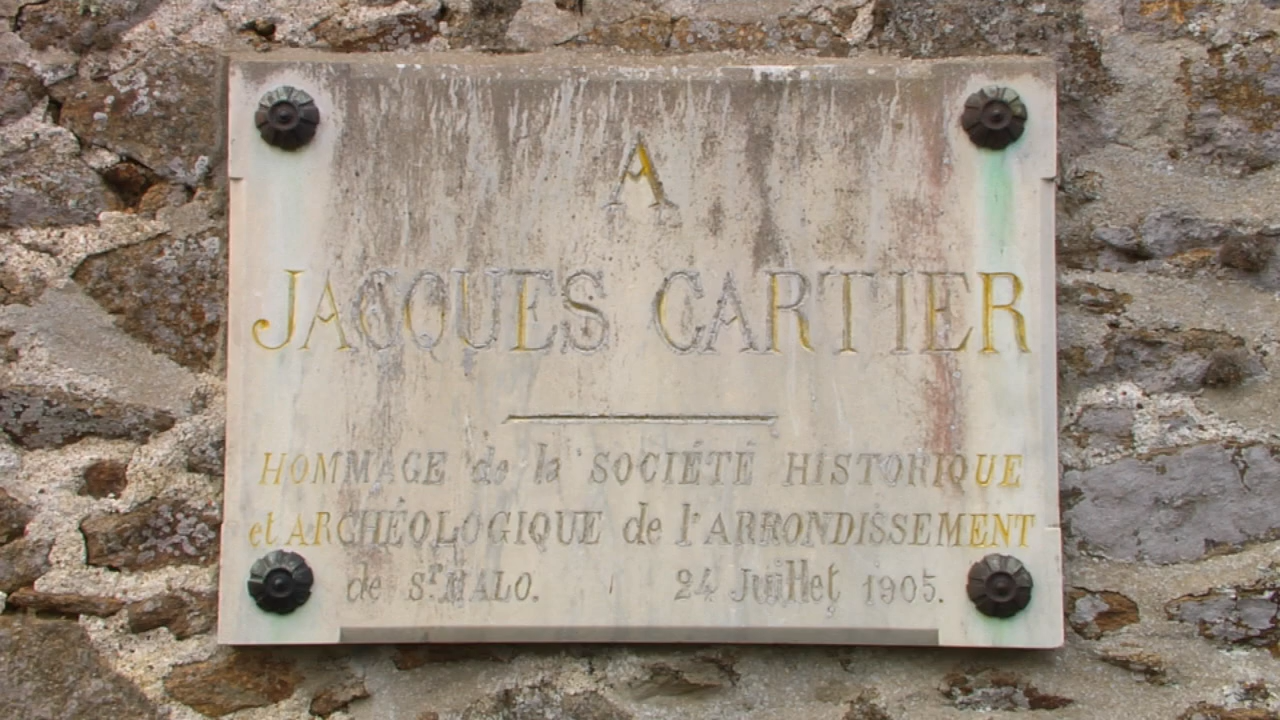 A
JACQUES CARTIER
HOMMAGE de la SOCIÉTÉ HISTORIQUE
et ARCHÉOLOGIQUE de l'ARRONDISSEMENT
de St MALO. 24 Juillet 1905.